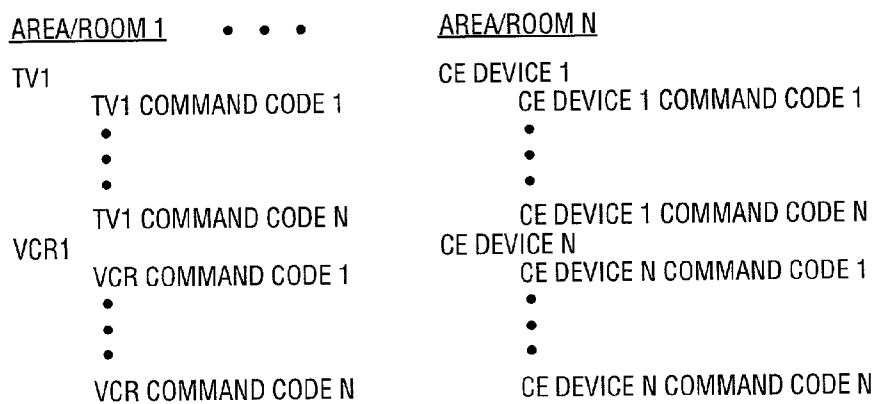 AREA/ROOM 1 • • • AREA/ROOM N
TV1
TV1 COMMAND CODE 1
•
•
•
TV1 COMMAND CODE N
VCR1
VCR COMMAND CODE 1
•
•
•
VCR COMMAND CODE N
CE DEVICE 1
CE DEVICE 1 COMMAND CODE 1
•
•
•
CE DEVICE 1 COMMAND CODE N
CE DEVICE N
CE DEVICE N COMMAND CODE 1
•
•
•
CE DEVICE N COMMAND CODE N